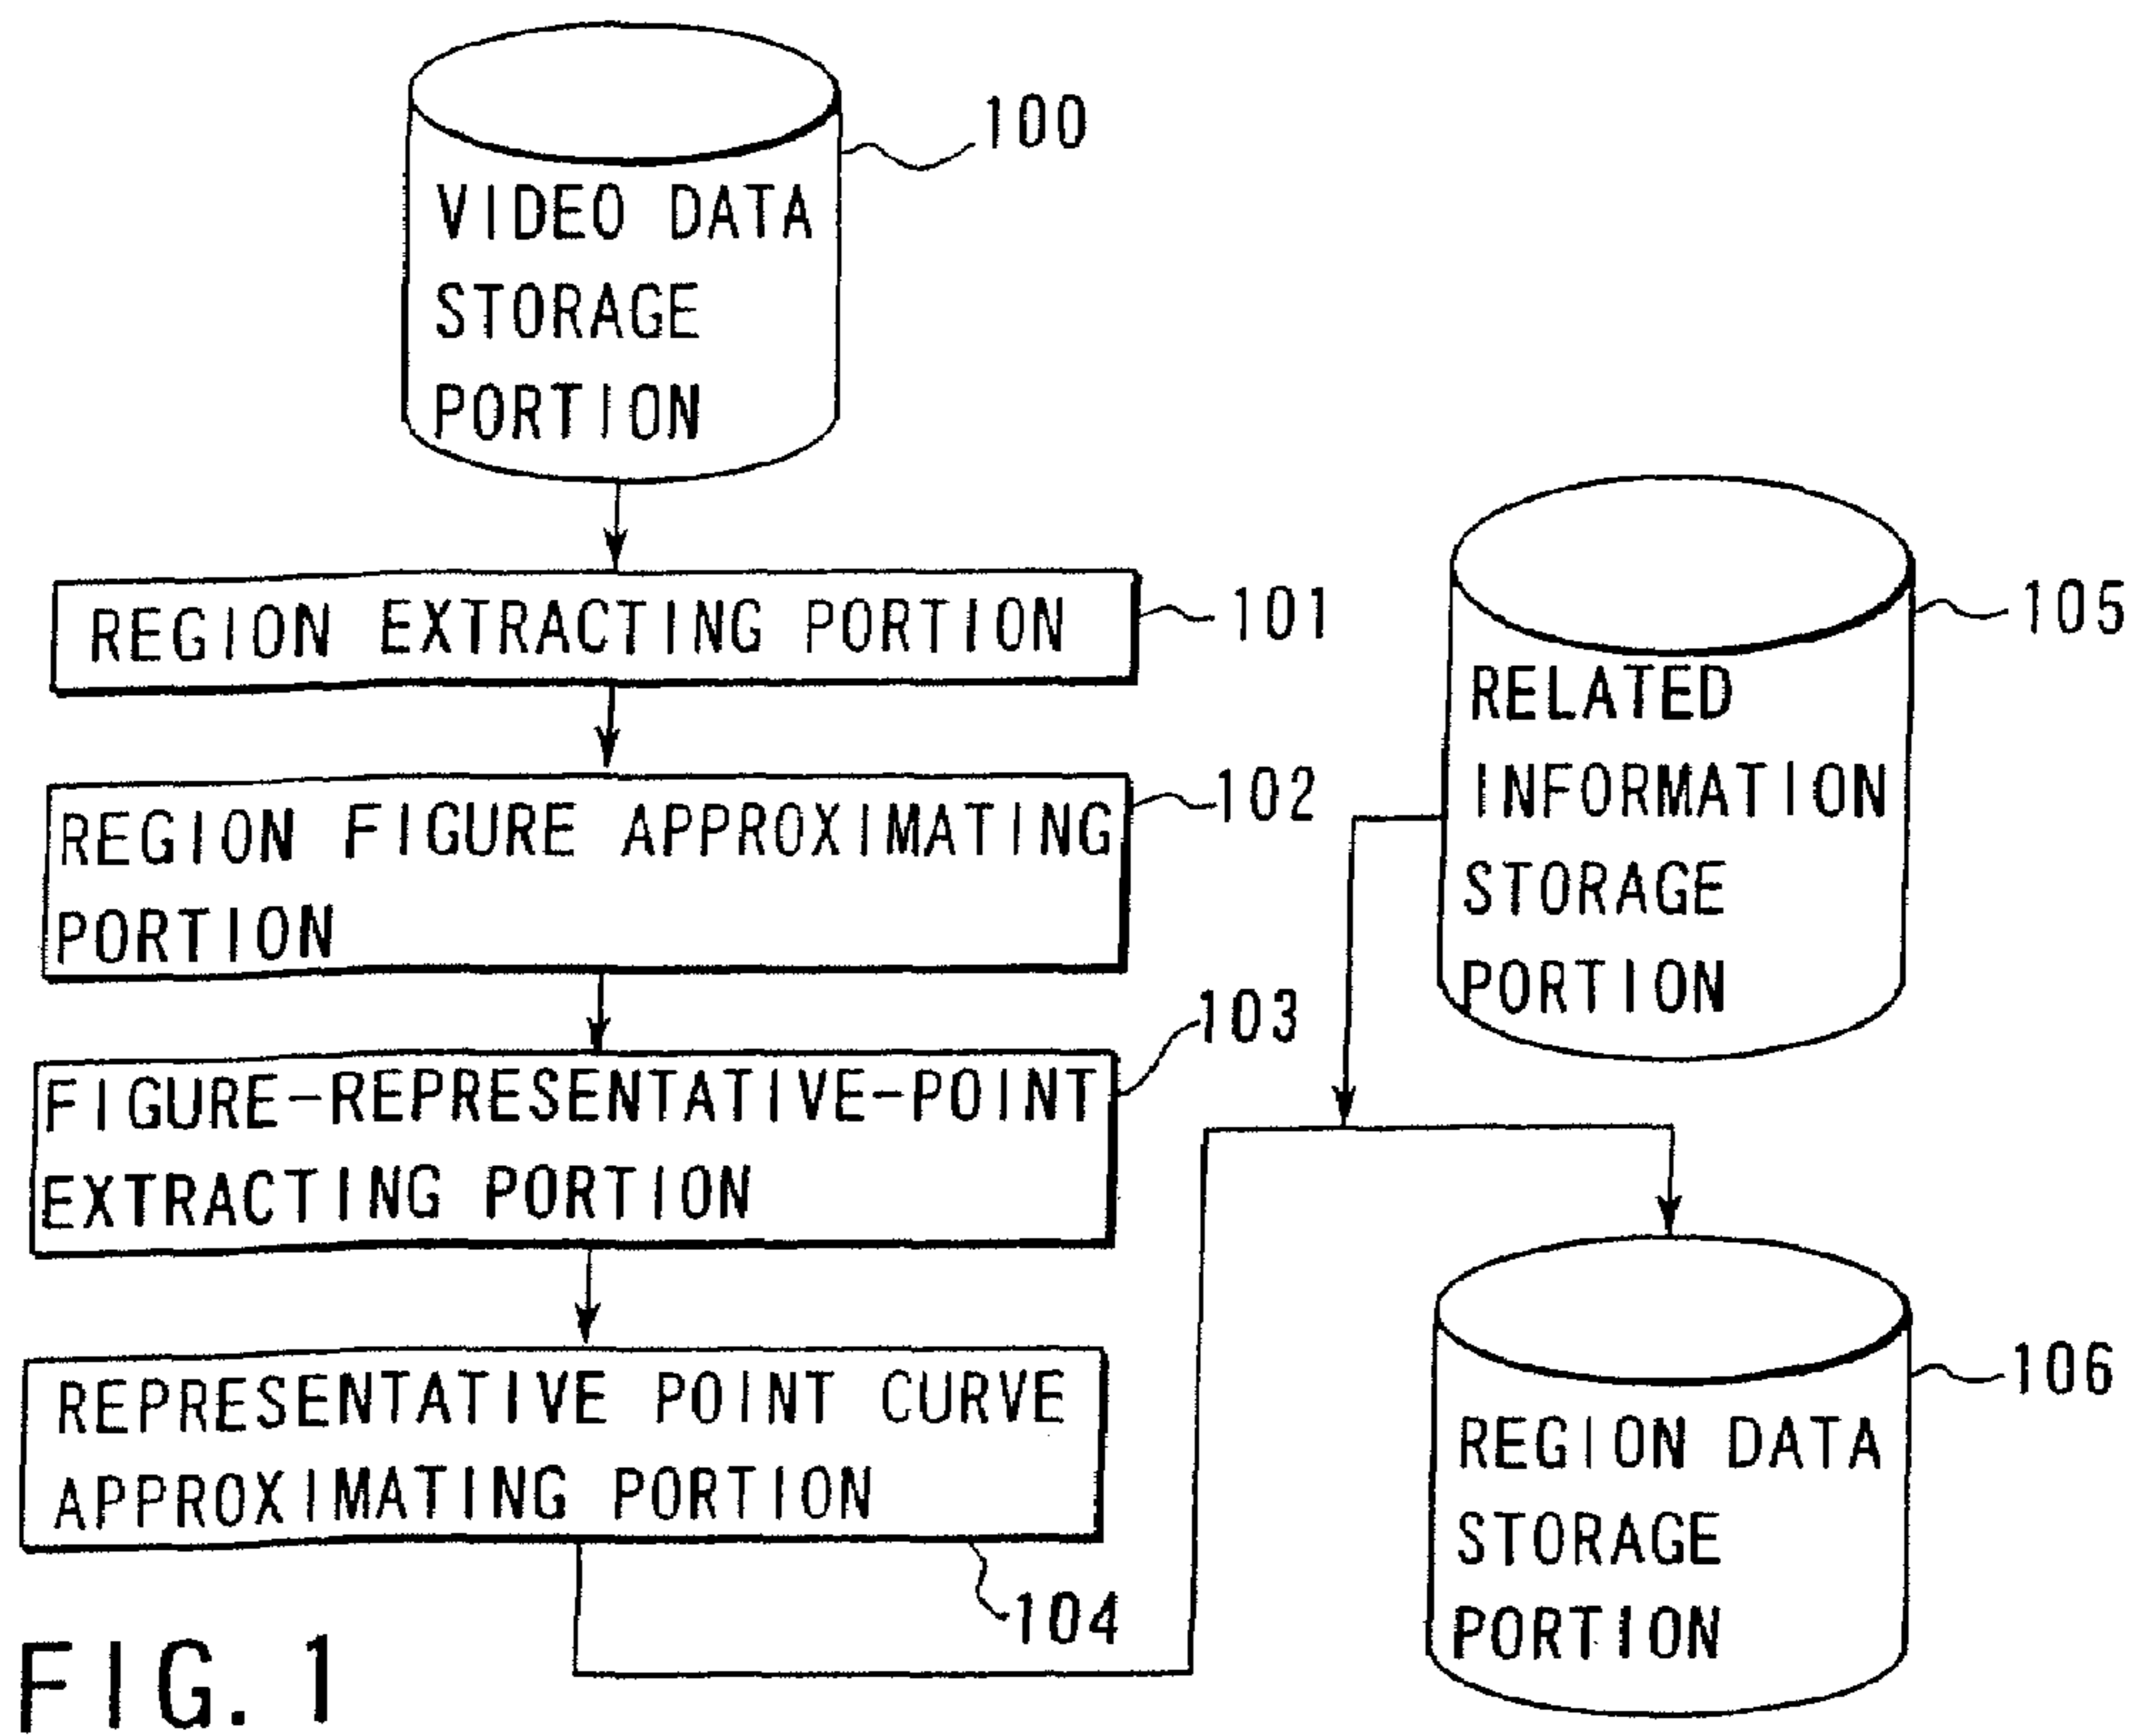 100
VIDEO DATA
STORAGE
PORTION
REGION EXTRACTING PORTION
101
REGION FIGURE APPROXIMATING
PORTION
102
FIGURE-REPRESENTATIVE-POINT
EXTRACTING PORTION
103
REPRESENTATIVE POINT CURVE
APPROXIMATING PORTION
104
105
RELATED
INFORMATION
STORAGE
PORTION
106
REGION DATA
STORAGE
PORTION
FIG. 1